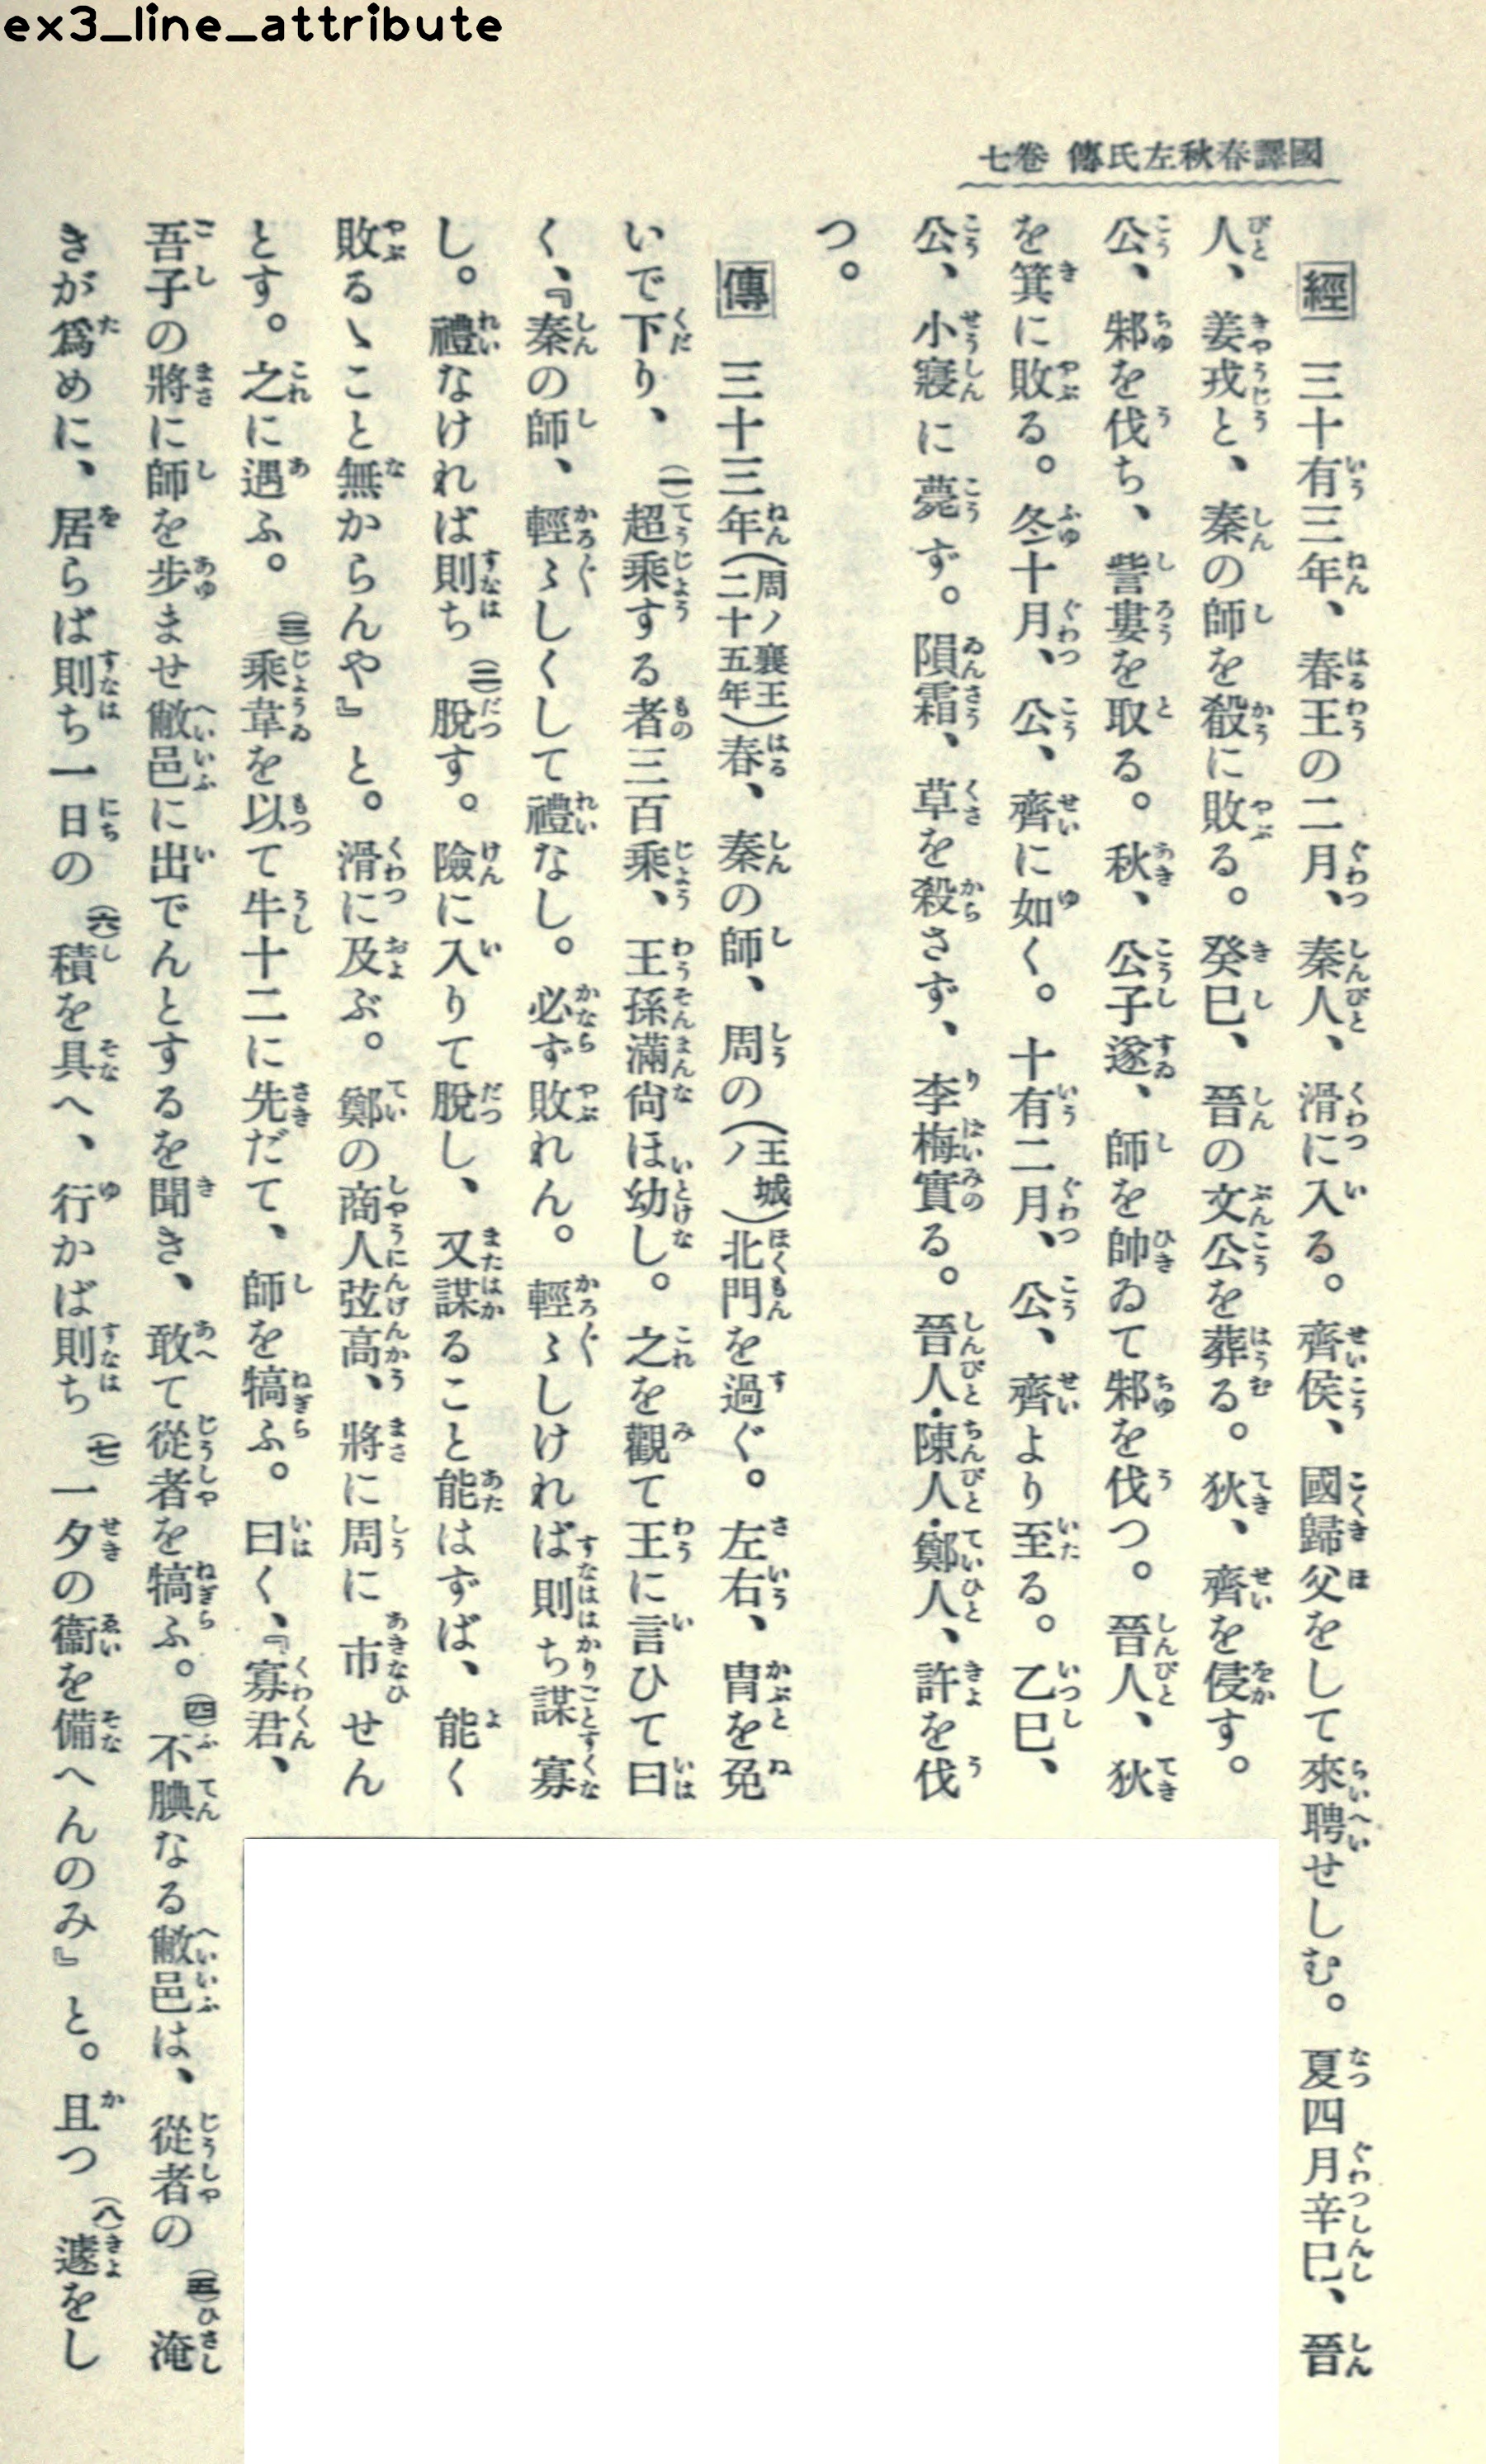 ex3_line_attribute
國譯春秋左氏傳 卷七
經 三十有三年、春王の二月、秦人、滑に入る。齊侯、國歸父をして來聘せしむ。夏四月辛巳、晉
人、姜戎と、秦の師を殽に敗る。癸巳、晉の文公を葬る。狄、齊を侵す。
公、邾を伐ち、訾婁を取る。秋、公子遂、師を帥ゐて邾を伐つ。晉人、狄
を箕に敗る。冬十月、公、齊に如く。十有二月、公、齊より至る。乙巳、
公、小寢に薨ず。隕霜、草を殺さず、李梅實る。晉人・陳人・鄭人、許を伐
つ。
傳 三十三年(周ノ襄王二十五年)春、秦の師、周の(王城ノ)北門を過ぐ。左右、冑を免
いで下り、(一)超乘する者三百乘、王孫滿尙ほ幼し。之を觀て王に言ひて曰
く、『秦の師、輕〻しくして禮なし。必ず敗れん。輕〻しければ則ち謀寡
し。禮なければ則ち(二)脫す。險に入りて脫し、又謀ること能はずば、能く
敗るゝこと無からんや』と。滑に及ぶ。鄭の商人弦高、將に周に市せん
とす。之に遇ふ。(三)乘韋を以て牛十二に先だて、師を犒ふ。曰く、『寡君、
吾子の將に師を步ませ敝邑に出でんとするを聞き、敢て從者を犒ふ。(四)不腆なる敝邑は、從者の(五)淹
きが爲めに、居らば則ち一日の(六)積を具へ、行かば則ち(七)一夕の衞を備へんのみ』と。且つ(八)遽をし